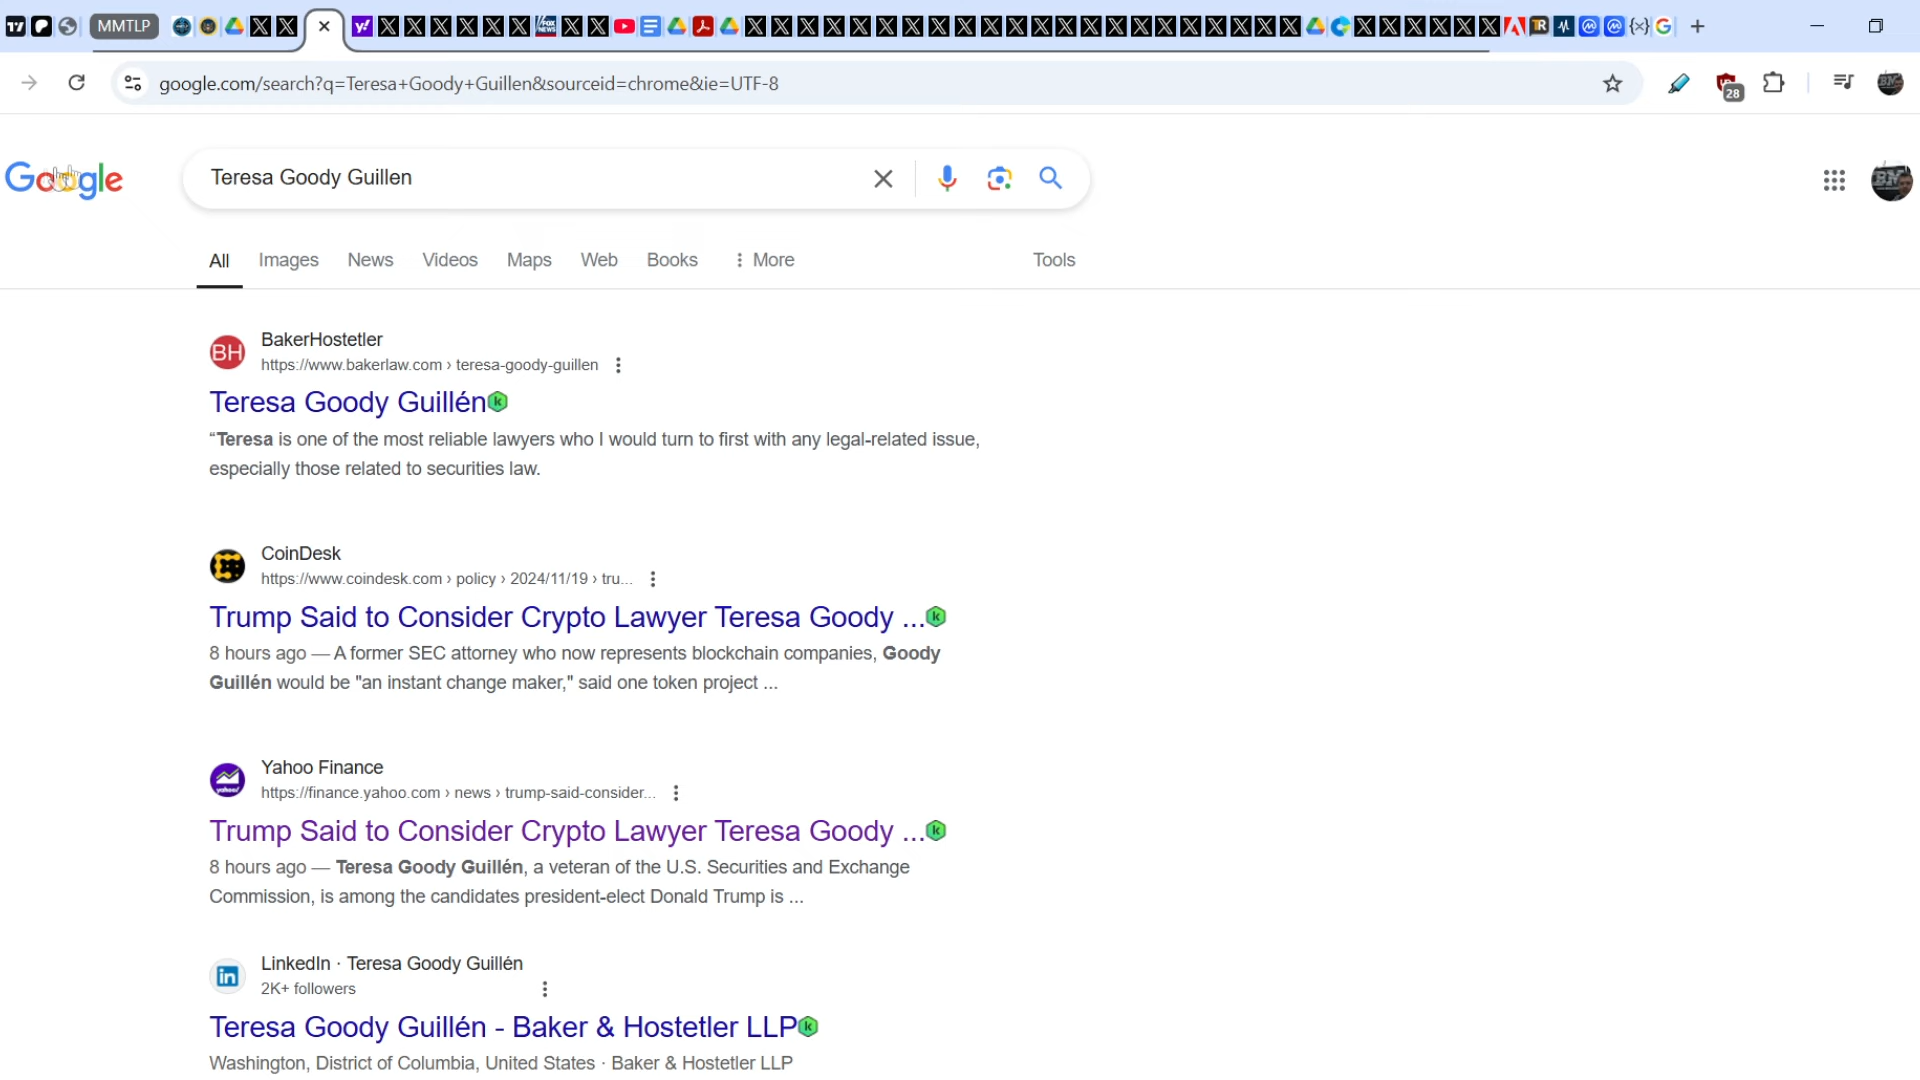 MMTLP
google.com/search?q=Teresa+Goody+Guillen&sourceid=chrome&ie=UTF-8
28
Google
Teresa Goody Guillen
All Images News Videos Maps Web Books More Tools
BH
BakerHostetler
https://www.bakerlaw.com › teresa-goody-guillen
Teresa Goody Guillén
“Teresa is one of the most reliable lawyers who I would turn to first with any legal-related issue,
especially those related to securities law.
CoinDesk
https://www.coindesk.com › policy › 2024/11/19 › tru...
Trump Said to Consider Crypto Lawyer Teresa Goody ...
8 hours ago — A former SEC attorney who now represents blockchain companies, Goody
Guillén would be "an instant change maker," said one token project ...
Yahoo Finance
https://finance.yahoo.com › news › trump-said-consider...
Trump Said to Consider Crypto Lawyer Teresa Goody ...
8 hours ago — Teresa Goody Guillén, a veteran of the U.S. Securities and Exchange
Commission, is among the candidates president-elect Donald Trump is ...
in
LinkedIn · Teresa Goody Guillén
2K+ followers
Teresa Goody Guillén - Baker & Hostetler LLP
Washington, District of Columbia, United States · Baker & Hostetler LLP